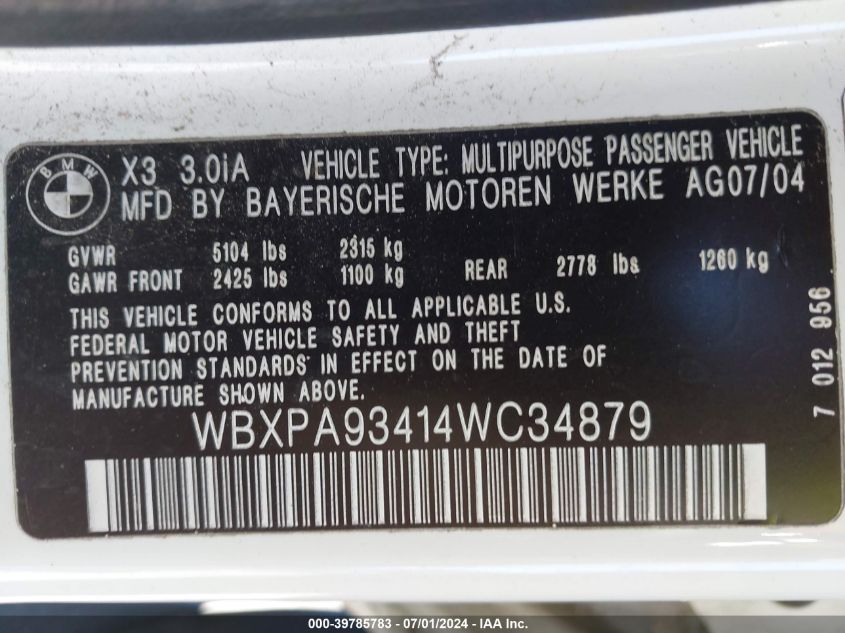 BMW
X3 3.0iA VEHICLE TYPE: MULTIPURPOSE PASSENGER VEHICLE
MFD BY BAYERISCHE MOTOREN WERKE AG07/04
GVWR 5104 lbs 2315 kg
GAWR FRONT 2425 lbs 1100 kg REAR 2778 lbs 1260 kg
THIS VEHICLE CONFORMS TO ALL APPLICABLE U.S.
FEDERAL MOTOR VEHICLE SAFETY AND THEFT
PREVENTION STANDARDS IN EFFECT ON THE DATE OF
MANUFACTURE SHOWN ABOVE.
WBXPA93414WC34879
7 012 956
000-39785783 - 07/01/2024 - IAA, Inc.